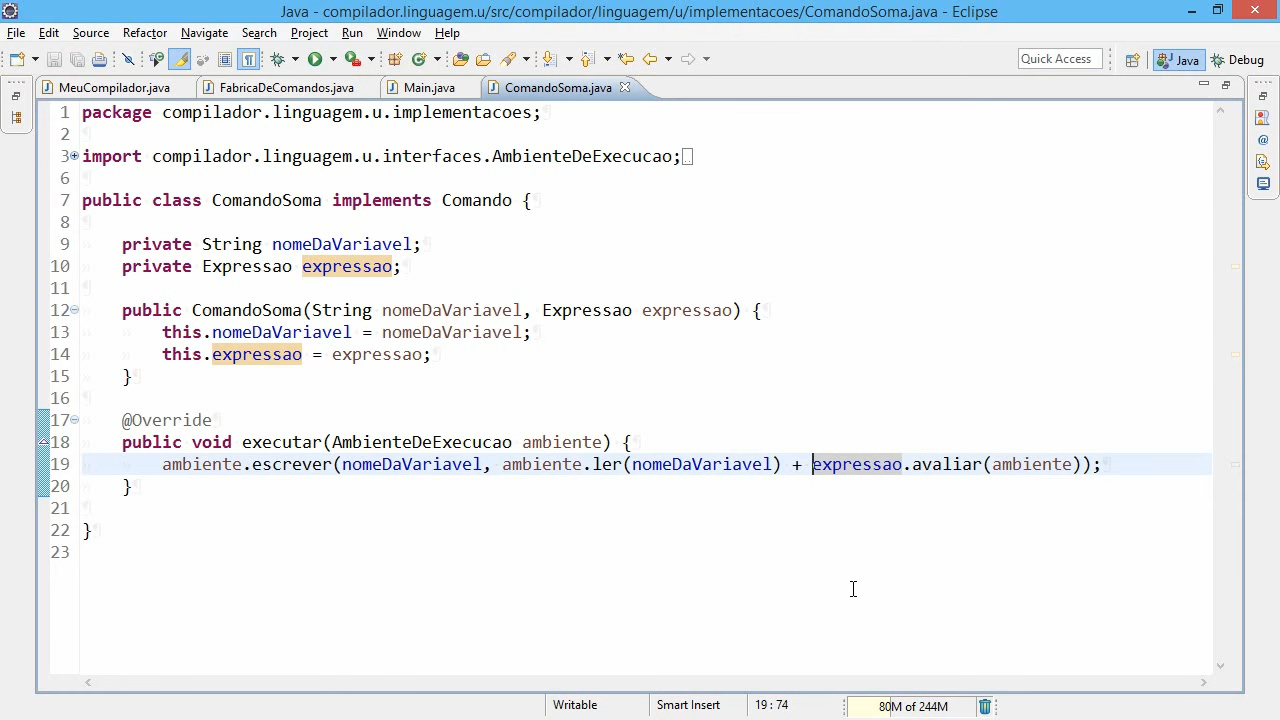 Java - compilador.linguagem.u/src/compilador/linguagem/u/implementacoes/ComandoSoma.java - Eclipse
File Edit Source Refactor Navigate Search Project Run Window Help
Quick Access Java Debug
MeuCompilador.java FabricaDeComandos.java Main.java ComandoSoma.java
1 package compilador.linguagem.u.implementacoes;
2
3 import compilador.linguagem.u.interfaces.AmbienteDeExecucao;
6
7 public class ComandoSoma implements Comando {
8
9 private String nomeDaVariavel;
10 private Expressao expressao;
11
12 public ComandoSoma(String nomeDaVariavel, Expressao expressao) {
13 this.nomeDaVariavel = nomeDaVariavel;
14 this.expressao = expressao;
15 }
16
17 @Override
18 public void executar(AmbienteDeExecucao ambiente) {
19 ambiente.escrever(nomeDaVariavel, ambiente.ler(nomeDaVariavel) + expressao.avaliar(ambiente));
20 }
21
22 }
23
Writable Smart Insert 19 : 74 80M of 244M